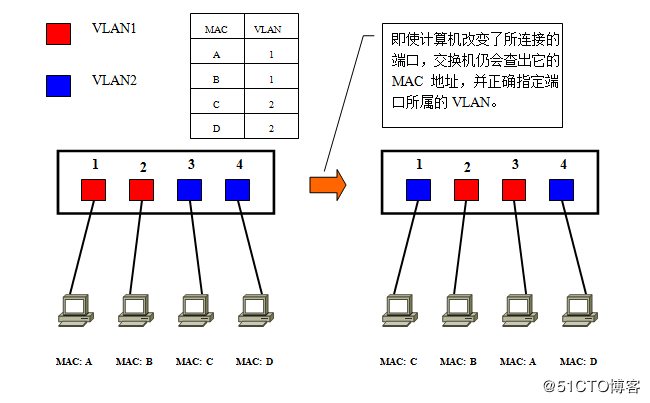 VLAN1
VLAN2
MAC VLAN
A 1
B 1
C 2
D 2
即使计算机改变了所连接的
端口，交换机仍会查出它的
MAC 地址，并正确指定端
口所属的 VLAN。
1 2 3 4
MAC: A MAC: B MAC: C MAC: D
1 2 3 4
MAC: C MAC: B MAC: A MAC: D
@51CTO博客